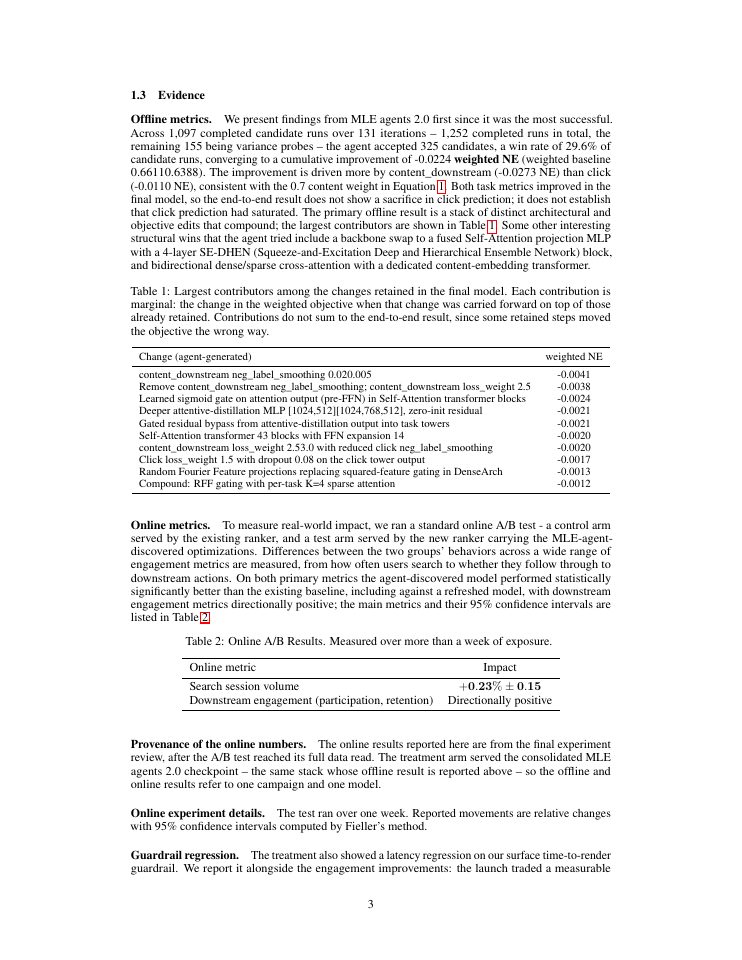 1.3 Evidence
Offline metrics. We present findings from MLE agents 2.0 first since it was the most successful.
Across 1,097 completed candidate runs over 131 iterations – 1,252 completed runs in total, the
remaining 155 being variance probes – the agent accepted 325 candidates, a win rate of 29.6% of
candidate runs, converging to a cumulative improvement of -0.0224 weighted NE (weighted baseline
0.66110.6388). The improvement is driven more by content_downstream (-0.0273 NE) than click
(-0.0110 NE), consistent with the 0.7 content weight in Equation 1. Both task metrics improved in the
final model, so the end-to-end result does not show a sacrifice in click prediction; it does not establish
that click prediction had saturated. The primary offline result is a stack of distinct architectural and
objective edits that compound; the largest contributors are shown in Table 1. Some other interesting
structural wins that the agent tried include a backbone swap to a fused Self-Attention projection MLP
with a 4-layer SE-DHEN (Squeeze-and-Excitation Deep and Hierarchical Ensemble Network) block,
and bidirectional dense/sparse cross-attention with a dedicated content-embedding transformer.
Table 1: Largest contributors among the changes retained in the final model. Each contribution is
marginal: the change in the weighted objective when that change was carried forward on top of those
already retained. Contributions do not sum to the end-to-end result, since some retained steps moved
the objective the wrong way.
Change (agent-generated) weighted NE
content_downstream neg_label_smoothing 0.020.005 -0.0041
Remove content_downstream neg_label_smoothing; content_downstream loss_weight 2.5 -0.0038
Learned sigmoid gate on attention output (pre-FFN) in Self-Attention transformer blocks -0.0024
Deeper attentive-distillation MLP [1024,512][1024,768,512], zero-init residual -0.0021
Gated residual bypass from attentive-distillation output into task towers -0.0021
Self-Attention transformer 43 blocks with FFN expansion 14 -0.0020
content_downstream loss_weight 2.53.0 with reduced click neg_label_smoothing -0.0020
Click loss_weight 1.5 with dropout 0.08 on the click tower output -0.0017
Random Fourier Feature projections replacing squared-feature gating in DenseArch -0.0013
Compound: RFF gating with per-task K=4 sparse attention -0.0012
Online metrics. To measure real-world impact, we ran a standard online A/B test - a control arm
served by the existing ranker, and a test arm served by the new ranker carrying the MLE-agent-
discovered optimizations. Differences between the two groups' behaviors across a wide range of
engagement metrics are measured, from how often users search to whether they follow through to
downstream actions. On both primary metrics the agent-discovered model performed statistically
significantly better than the existing baseline, including against a refreshed model, with downstream
engagement metrics directionally positive; the main metrics and their 95% confidence intervals are
listed in Table 2.
Table 2: Online A/B Results. Measured over more than a week of exposure.
Online metric Impact
Search session volume +0.23% ± 0.15
Downstream engagement (participation, retention) Directionally positive
Provenance of the online numbers. The online results reported here are from the final experiment
review, after the A/B test reached its full data read. The treatment arm served the consolidated MLE
agents 2.0 checkpoint – the same stack whose offline result is reported above – so the offline and
online results refer to one campaign and one model.
Online experiment details. The test ran over one week. Reported movements are relative changes
with 95% confidence intervals computed by Fieller's method.
Guardrail regression. The treatment also showed a latency regression on our surface time-to-render
guardrail. We report it alongside the engagement improvements: the launch traded a measurable
3